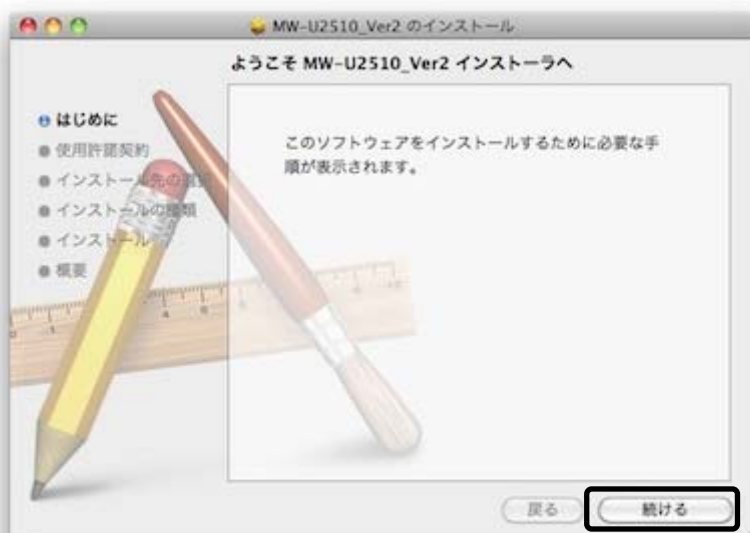 MW-U2510_Ver2 のインストール
ようこそ MW-U2510_Ver2 インストーラへ
はじめに
使用許諾契約
インストール先の選択
インストールの種類
インストール
概要
このソフトウェアをインストールするために必要な手
順が表示されます。
戻る
続ける